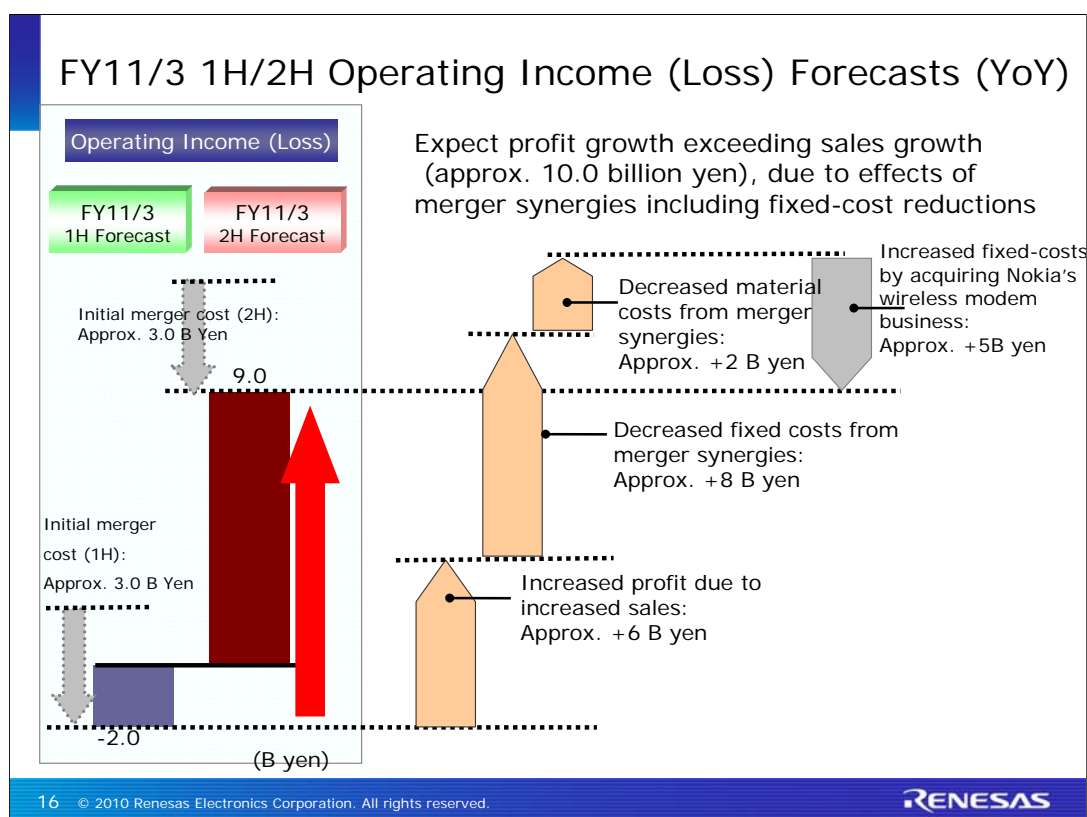 FY11/3 1H/2H Operating Income (Loss) Forecasts (YoY)
Operating Income (Loss)
FY11/3
1H Forecast
FY11/3
2H Forecast
Initial merger cost (2H):
Approx. 3.0 B Yen
9.0
Initial merger
cost (1H):
Approx. 3.0 B Yen
-2.0
(B yen)
Expect profit growth exceeding sales growth
(approx. 10.0 billion yen), due to effects of
merger synergies including fixed-cost reductions
Decreased material
costs from merger
synergies:
Approx. +2 B yen
Increased fixed-costs
by acquiring Nokia's
wireless modem
business:
Approx. +5B yen
Decreased fixed costs from
merger synergies:
Approx. +8 B yen
Increased profit due to
increased sales:
Approx. +6 B yen
16 © 2010 Renesas Electronics Corporation. All rights reserved.
RENESAS